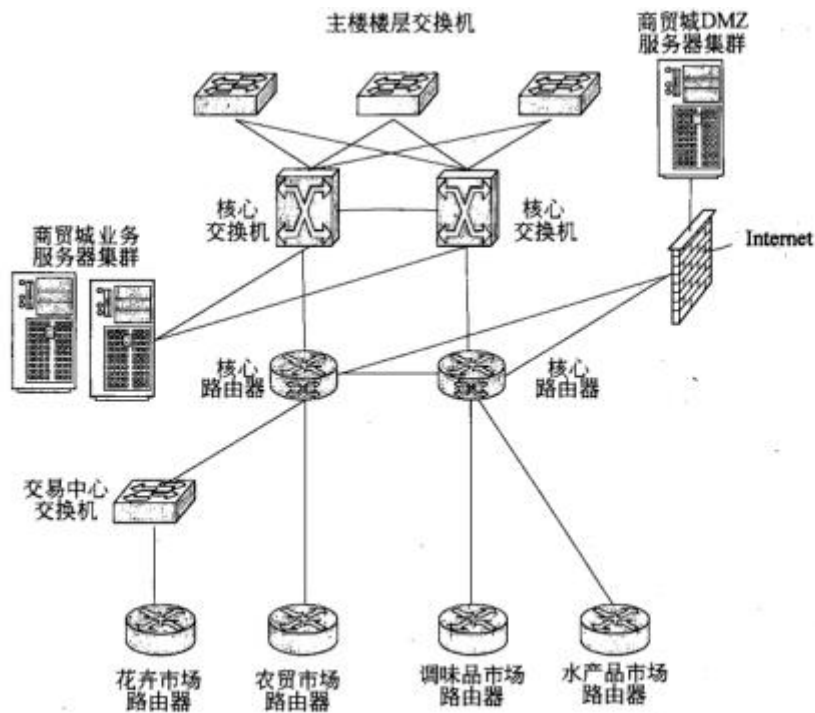 主楼楼层交换机
商贸城DMZ
服务器集群
核心
交换机
核心
交换机
商贸城业务
服务器集群
Internet
核心
路由器
核心
路由器
交易中心
交换机
花卉市场
路由器
农贸市场
路由器
调味品市场
路由器
水产品市场
路由器